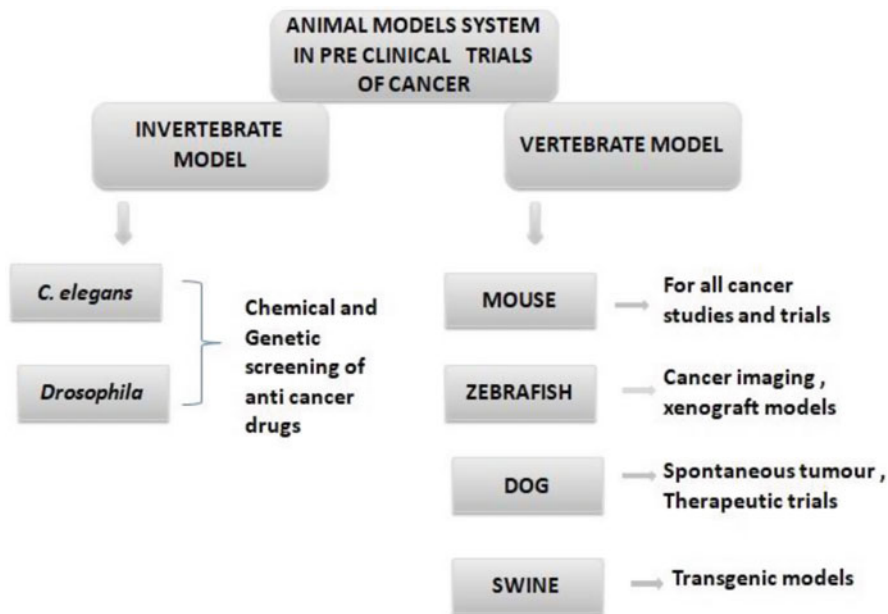 ANIMAL MODELS SYSTEM
IN PRE CLINICAL TRIALS
OF CANCER
INVERTEBRATE
MODEL
VERTEBRATE MODEL
C. elegans
Drosophila
Chemical and
Genetic
screening of
anti cancer
drugs
MOUSE
For all cancer
studies and trials
ZEBRAFISH
Cancer imaging ,
xenograft models
DOG
Spontaneous tumour ,
Therapeutic trials
SWINE
Transgenic models